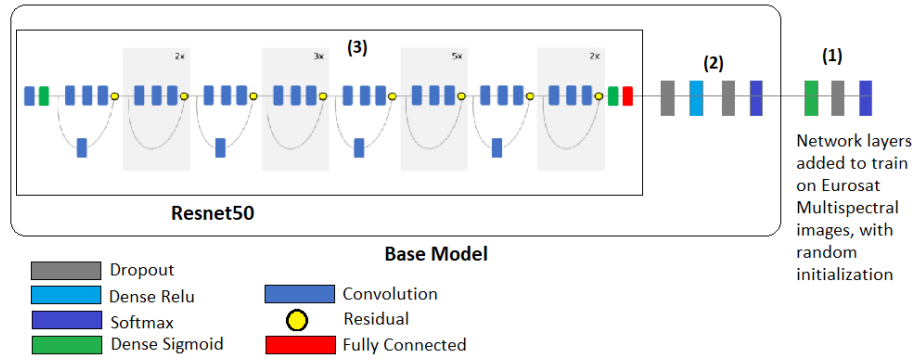 (3)
2x
3x
5x
2x
(2)
(1)
Resnet50
Base Model
Network layers
added to train
on Eurosat
Multispectral
images, with
random
initialization
Dropout
Dense Relu
Softmax
Dense Sigmoid
Convolution
Residual
Fully Connected